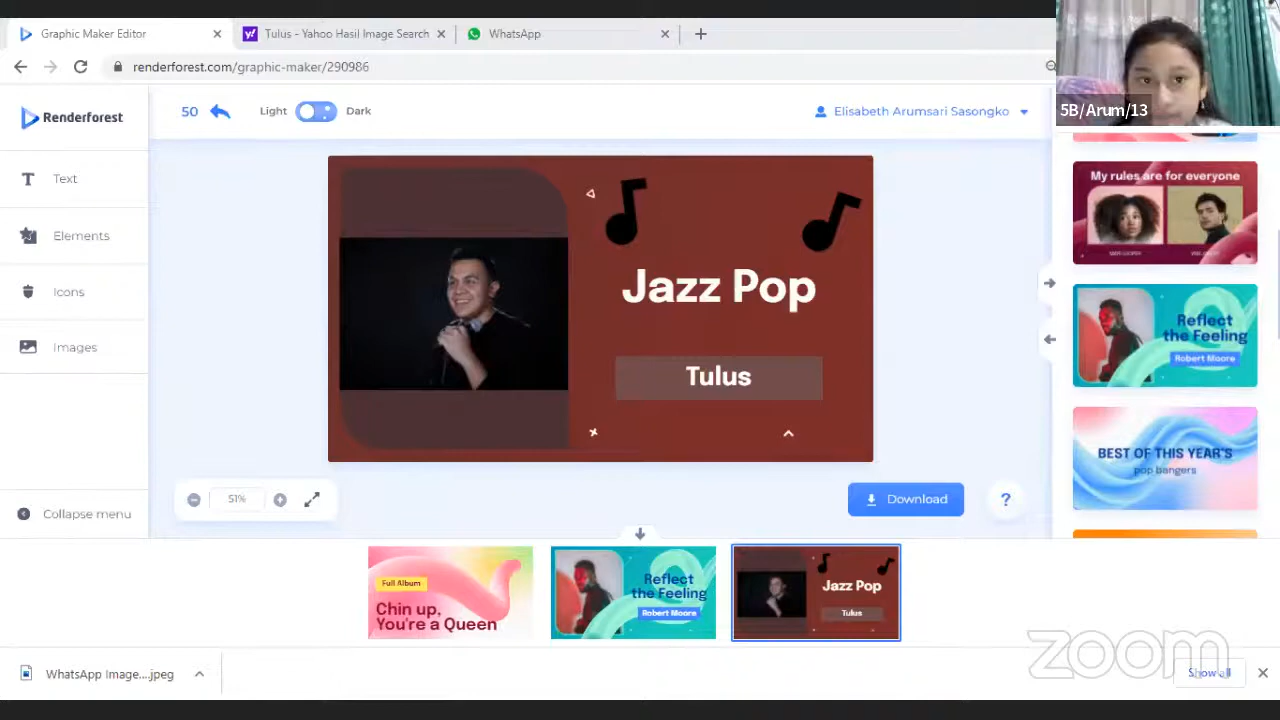 Graphic Maker Editor
Tulus - Yahoo Hasil Image Search
WhatsApp
renderforest.com/graphic-maker/290986
5B/Arum/13
Renderforest
50
Light
Dark
Elisabeth Arumsari Sasongko
Text
Elements
Icons
Images
Collapse menu
Jazz Pop
Tulus
My rules are for everyone
Reflect
the Feeling
Robert Moore
BEST OF THIS YEAR'S
pop bangers
51%
Download
?
Full Album
Chin up,
You're a Queen
Reflect
the Feeling
Robert Moore
Jazz Pop
Tulus
WhatsApp Image....jpeg
Show all
zoom